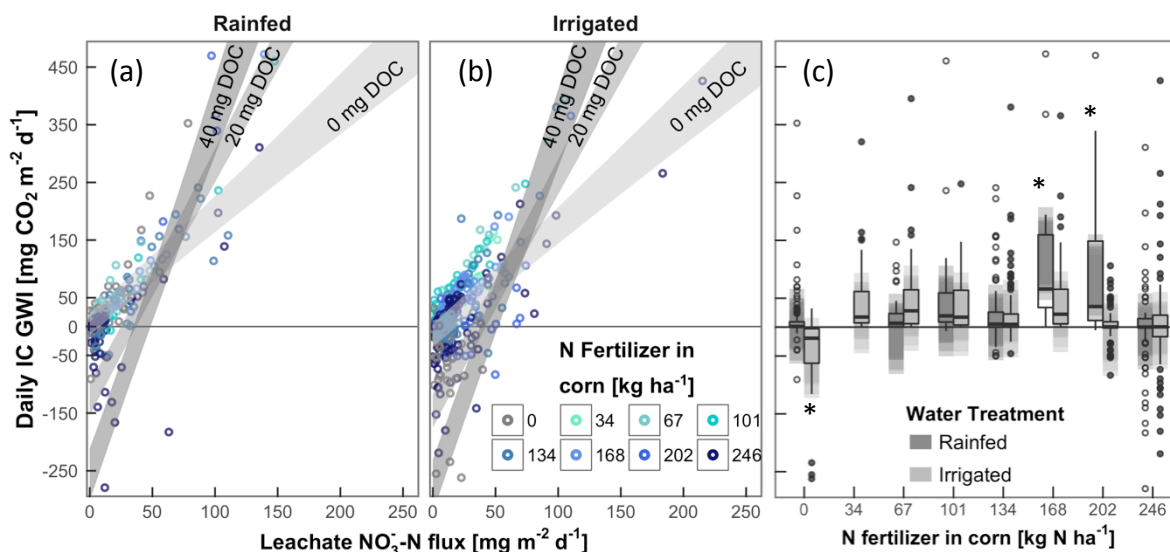 Rainfed
Irrigated
Daily IC GWI [mg CO₂ m⁻² d⁻¹]
450
350
250
150
50
0
-50
-150
-250
(a)
40 mg DOC
20 mg DOC
0 mg DOC
(b)
40 mg DOC
20 mg DOC
0 mg DOC
N Fertilizer in
corn [kg ha⁻¹]
0 34 67 101
134 168 202 246
(c)
*
*
*
Water Treatment
Rainfed
Irrigated
0 50 100 150 200 250
0 50 100 150 200 250
0 34 67 101 134 168 202 246
Leachate NO₃⁻-N flux [mg m⁻² d⁻¹]
N fertilizer in corn [kg N ha⁻¹]